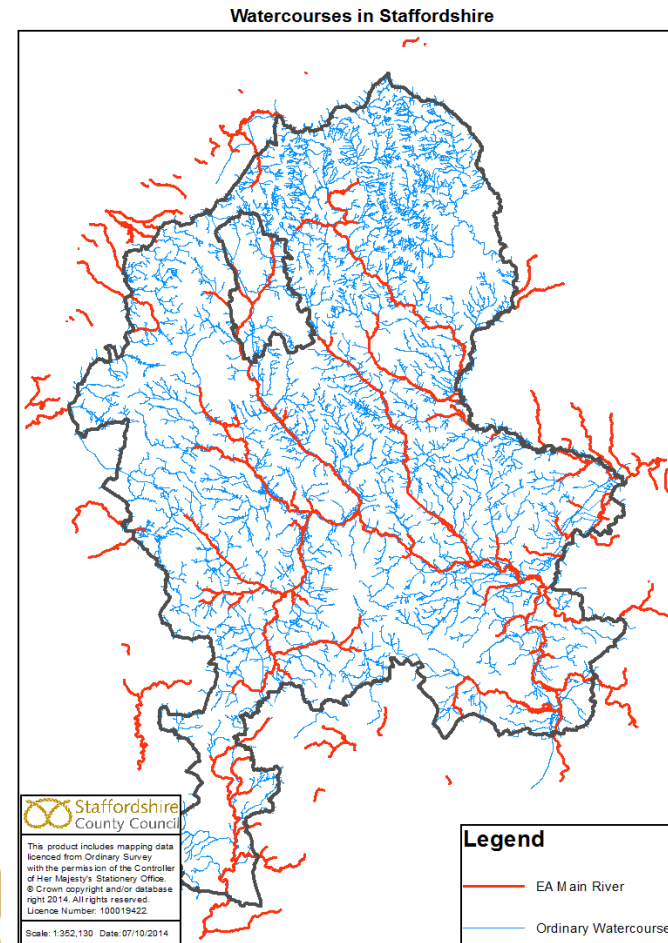 Watercourses in Staffordshire
Staffordshire
County Council
This product includes mapping data
licenced from Ordinary Survey
with the permission of the Controller
of Her Majesty's Stationery Office.
© Crown copyright and/or database
right 2014. All rights reserved.
Licence Number: 100019422.
Scale: 1:352,130 Date: 07/10/2014
Legend
EA Main River
Ordinary Watercourse